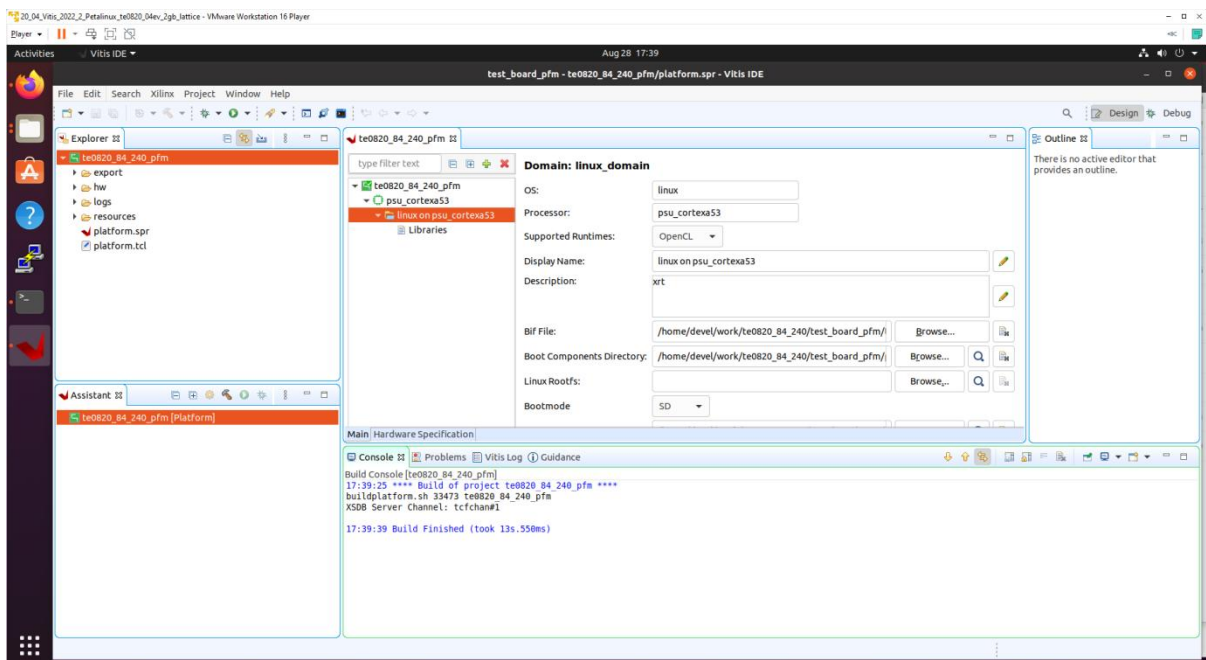 20_04_Vitis_2022_2_Petalinux_te0820_04ev_2gb_lattice - VMware Workstation 16 Player
Player
Activities
Vitis IDE
Aug 28 17:39
test_board_pfm - te0820_84_240_pfm/platform.spr - Vitis IDE
File Edit Search Xilinx Project Window Help
Design Debug
Explorer
te0820_84_240_pfm
export
hw
logs
resources
platform.spr
platform.tcl
te0820_84_240_pfm
type filter text
te0820_84_240_pfm
psu_cortexa53
linux on psu_cortexa53
Libraries
Domain: linux_domain
OS: linux
Processor: psu_cortexa53
Supported Runtimes: OpenCL
Display Name: linux on psu_cortexa53
Description: xrt
Bif File: /home/devel/work/te0820_84_240/test_board_pfm/ Browse...
Boot Components Directory: /home/devel/work/te0820_84_240/test_board_pfm/ Browse...
Linux Rootfs: Browse...
Bootmode SD
Main Hardware Specification
Outline
There is no active editor that
provides an outline.
Assistant
te0820_84_240_pfm [Platform]
Console Problems Vitis Log Guidance
Build Console [te0820_84_240_pfm]
17:39:25 **** Build of project te0820_84_240_pfm ****
buildplatform.sh 33473 te0820_84_240_pfm
XSDB Server Channel: tcfchan#1
17:39:39 Build Finished (took 13s.550ms)